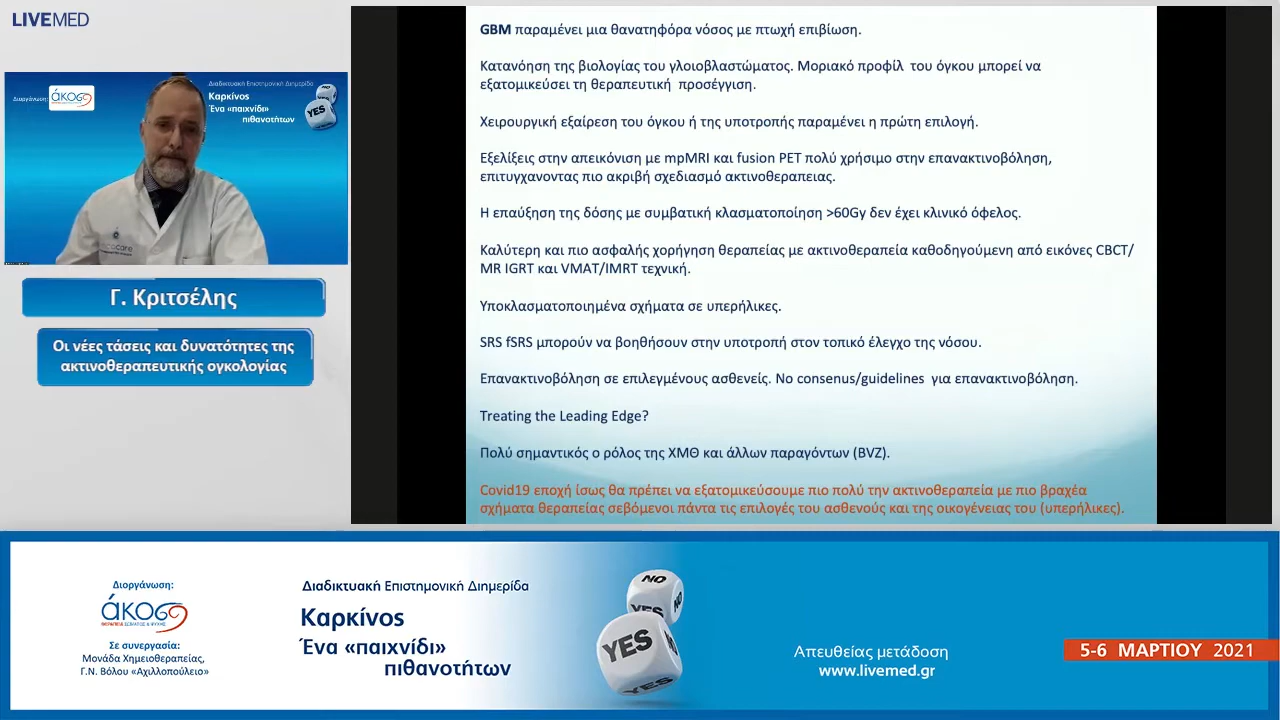 LIVEMED
Διοργάνωση:
άκος
Διαδικτυακή Επιστημονική Διημερίδα
Καρκίνος
Ένα «παιχνίδι»
πιθανοτήτων
YES
Γ. Κριτσέλης
Οι νέες τάσεις και δυνατότητες της
ακτινοθεραπευτικής ογκολογίας
GBM παραμένει μια θανατηφόρα νόσος με πτωχή επιβίωση.
Κατανόηση της βιολογίας του γλοιοβλαστώματος. Μοριακό προφίλ του όγκου μπορεί να
εξατομικεύσει τη θεραπευτική προσέγγιση.
Χειρουργική εξαίρεση του όγκου ή της υποτροπής παραμένει η πρώτη επιλογή.
Εξελίξεις στην απεικόνιση με mpMRI και fusion PET πολύ χρήσιμο στην επανακτινοβόληση,
επιτυγχανοντας πιο ακριβή σχεδιασμό ακτινοθεραπειας.
Η επαύξηση της δόσης με συμβατική κλασματοποίηση >60Gy δεν έχει κλινικό όφελος.
Καλύτερη και πιο ασφαλής χορήγηση θεραπείας με ακτινοθεραπεία καθοδηγούμενη από εικόνες CBCT/
MR IGRT και VMAT/IMRT τεχνική.
Υποκλασματοποιημένα σχήματα σε υπερήλικες.
SRS fSRS μπορούν να βοηθήσουν στην υποτροπή στον τοπικό έλεγχο της νόσου.
Επανακτινοβόληση σε επιλεγμένους ασθενείς. No consenus/guidelines για επανακτινοβόληση.
Treating the Leading Edge?
Πολύ σημαντικός ο ρόλος της ΧΜΘ και άλλων παραγόντων (BVZ).
Covid19 εποχή ίσως θα πρέπει να εξατομικεύσουμε πιο πολύ την ακτινοθεραπεία με πιο βραχέα
σχήματα θεραπείας σεβόμενοι πάντα τις επιλογές του ασθενούς και της οικογένειας του (υπερήλικες).
Διοργάνωση:
άκος
Σε συνεργασία:
Μονάδα Χημειοθεραπείας,
Γ.Ν. Βόλου «Αχιλλοπούλειο»
Διαδικτυακή Επιστημονική Διημερίδα
Καρκίνος
Ένα «παιχνίδι»
πιθανοτήτων
NO
YES
NO
YES
YES
Απευθείας μετάδοση
www.livemed.gr
5-6 ΜΑΡΤΙΟΥ 2021